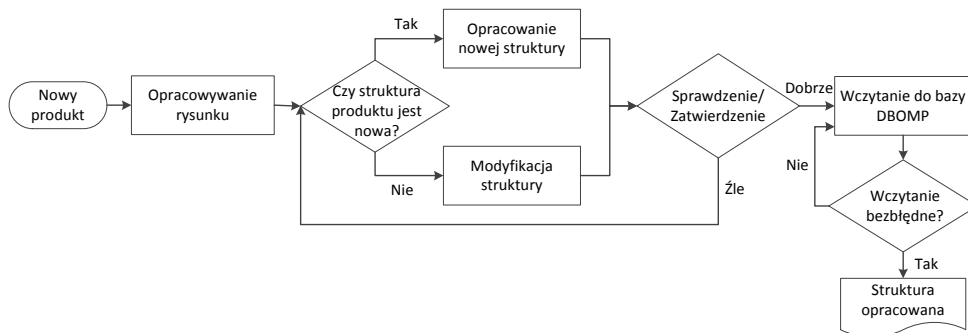 Nowy
produkt
Opracowywanie
rysunku
Czy struktura
produktu jest
nowa?
Tak
Opracowanie
nowej struktury
Nie
Modyfikacja
struktury
Sprawdzenie/
Zatwierdzenie
Dobrze
Źle
Wczytanie do bazy
DBOMP
Nie
Wczytanie
bezbłędne?
Tak
Struktura
opracowana